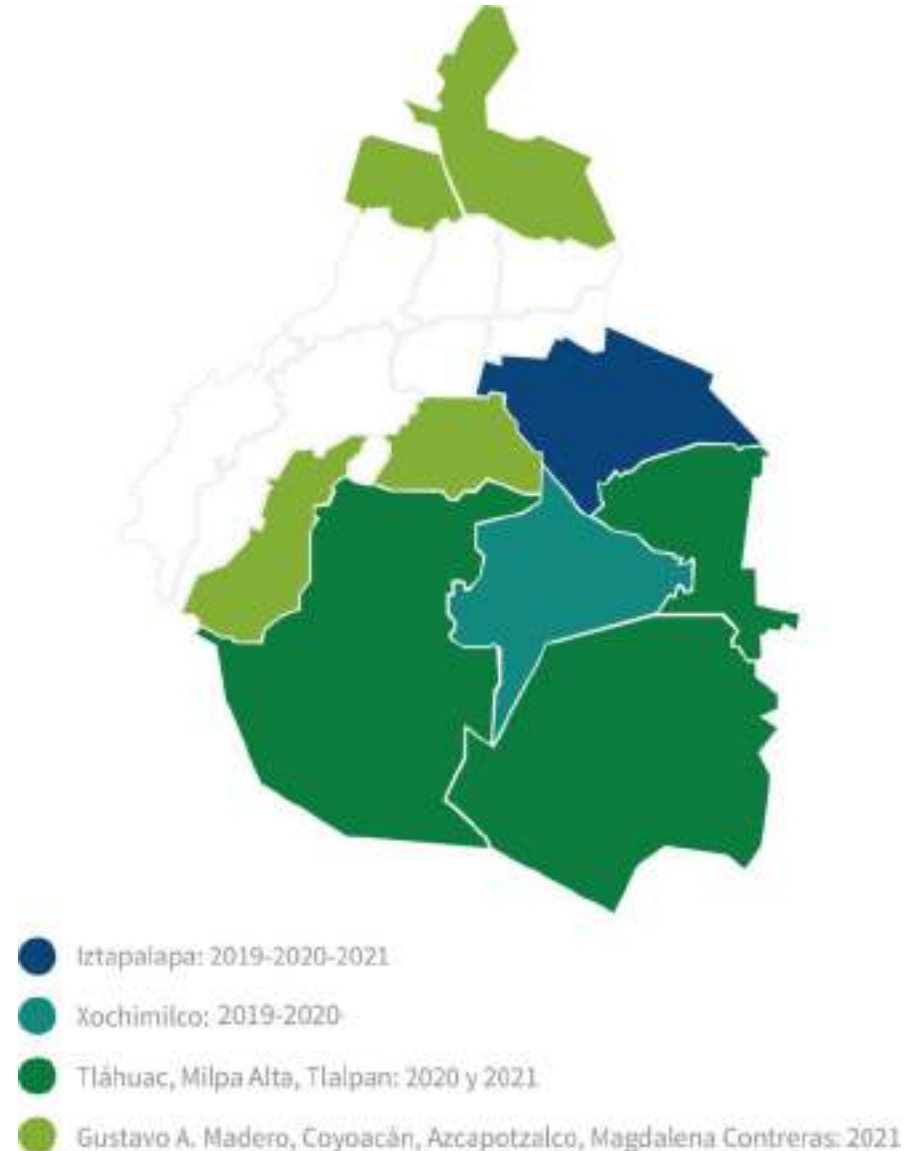 Iztapalapa: 2019-2020-2021
Xochimilco: 2019-2020
Tláhuac, Milpa Alta, Tlalpan: 2020 y 2021
Gustavo A. Madero, Coyoacán, Azcapotzalco, Magdalena Contreras: 2021